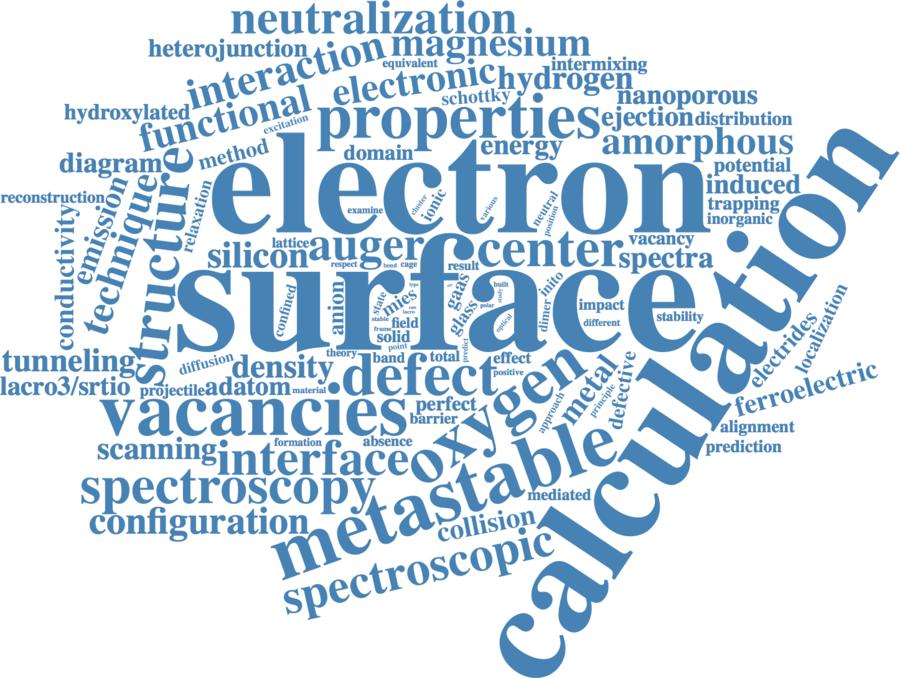 neutralization
heterojunction
interaction
magnesium
equivalent
intermixing
electronic
hydrogen
schottky
nanoporous
hydroxylated
functional
excitation
properties
ejection
distribution
diagram
method
domain
energy
amorphous
potential
reconstruction
emission
technique
structure
relaxation
electron
examine
cluster
ionic
various
neutral
position
induced
trapping
inorganic
conductivity
silicon
lattice
auger
center
vacancy
spectra
respect
bond
cage
result
surface
confined
anion
state
mies
type
rare
lacro
stable
frame
field
solid
point
gaas
glass
polar
built
study
optical
predict
dimer
inito
impact
different
stability
calculation
tunneling
diffusion
density
theory
band
total
effect
positive
defect
lacro3/srtio
projectile
adatom
material
vacancies
perfect
barrier
oxygen
approach
metal
principle
defective
electrides
localization
ferroelectric
alignment
prediction
scanning
formation
absence
interface
metastable
mediated
spectroscopy
configuration
collision
spectroscopic